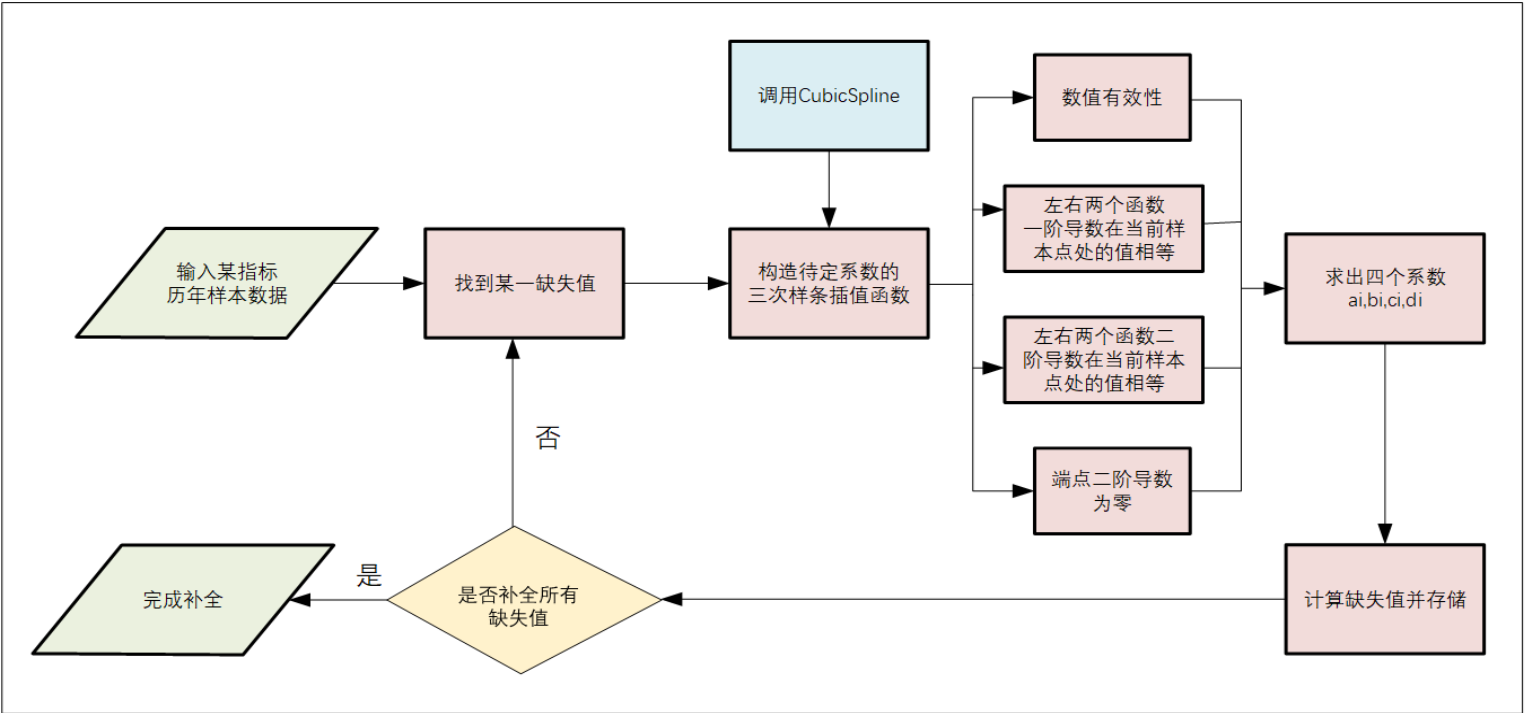 调用CubicSpline
数值有效性
左右两个函数
一阶导数在当前样
本点处的值相等
输入某指标
历年样本数据
找到某一缺失值
构造待定系数的
三次样条插值函数
求出四个系数
ai,bi,ci,di
左右两个函数二
阶导数在当前样本
点处的值相等
否
端点二阶导数
为零
是
完成补全
是否补全所有
缺失值
计算缺失值并存储